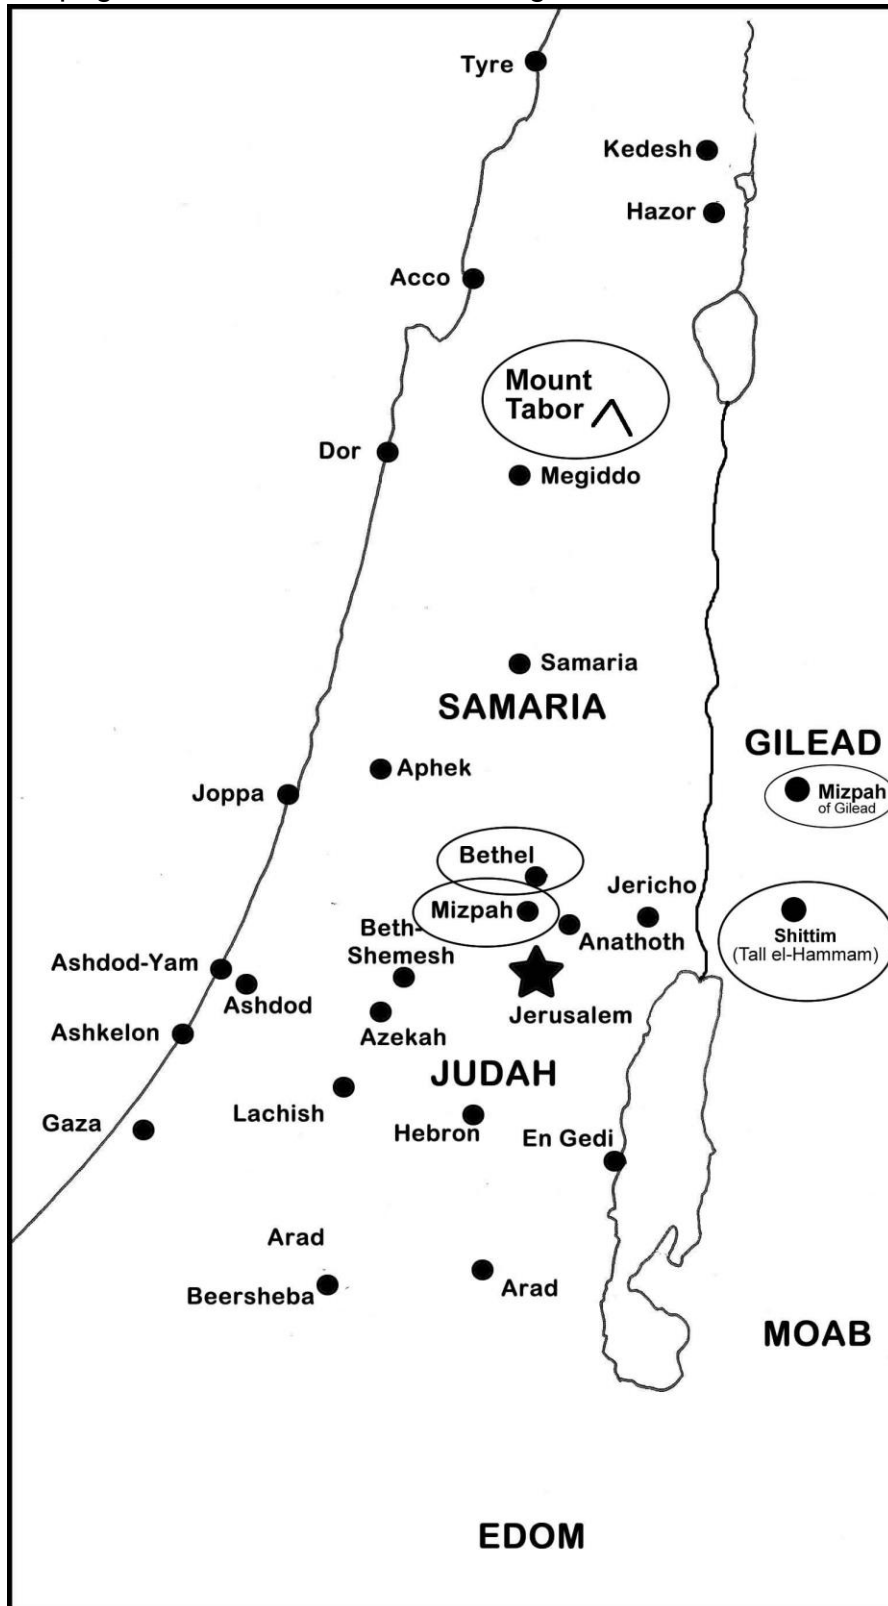 Tyre
Kedesh
Hazor
Acco
Mount
Tabor
Dor
Megiddo
Samaria
SAMARIA
GILEAD
Aphek
Joppa
Mizpah
of Gilead
Bethel
Jericho
Mizpah
Beth-
Shemesh
Anathoth
Shittim
(Tall el-Hammam)
Ashdod-Yam
Ashdod
Jerusalem
Ashkelon
Azekah
JUDAH
Lachish
Gaza
Hebron
En Gedi
Arad
Beersheba
Arad
MOAB
EDOM